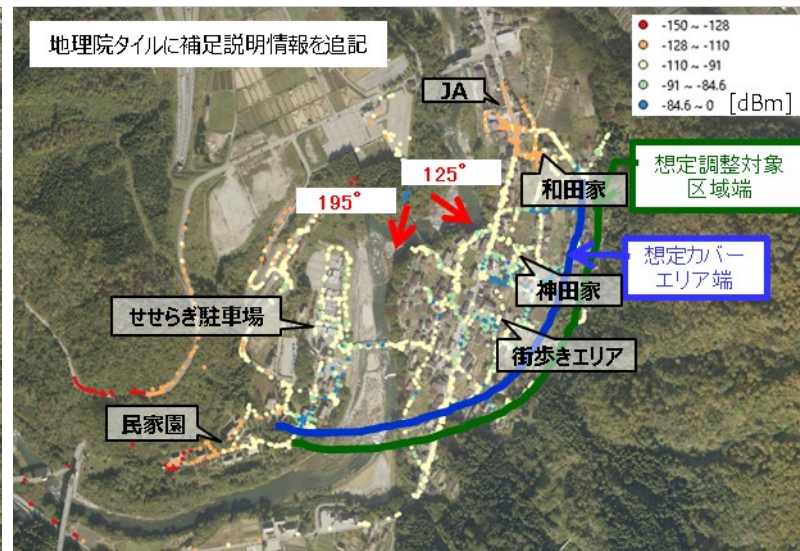 地理院タイルに補足説明情報を追記
-150 ~ -128
-128 ~ -110
-110 ~ -91
-91 ~ -84.6
-84.6 ~ 0 [dBm]
JA
想定調整対象
区域端
125°
195°
和田家
想定カバー
エリア端
神田家
せせらぎ駐車場
街歩きエリア
民家園